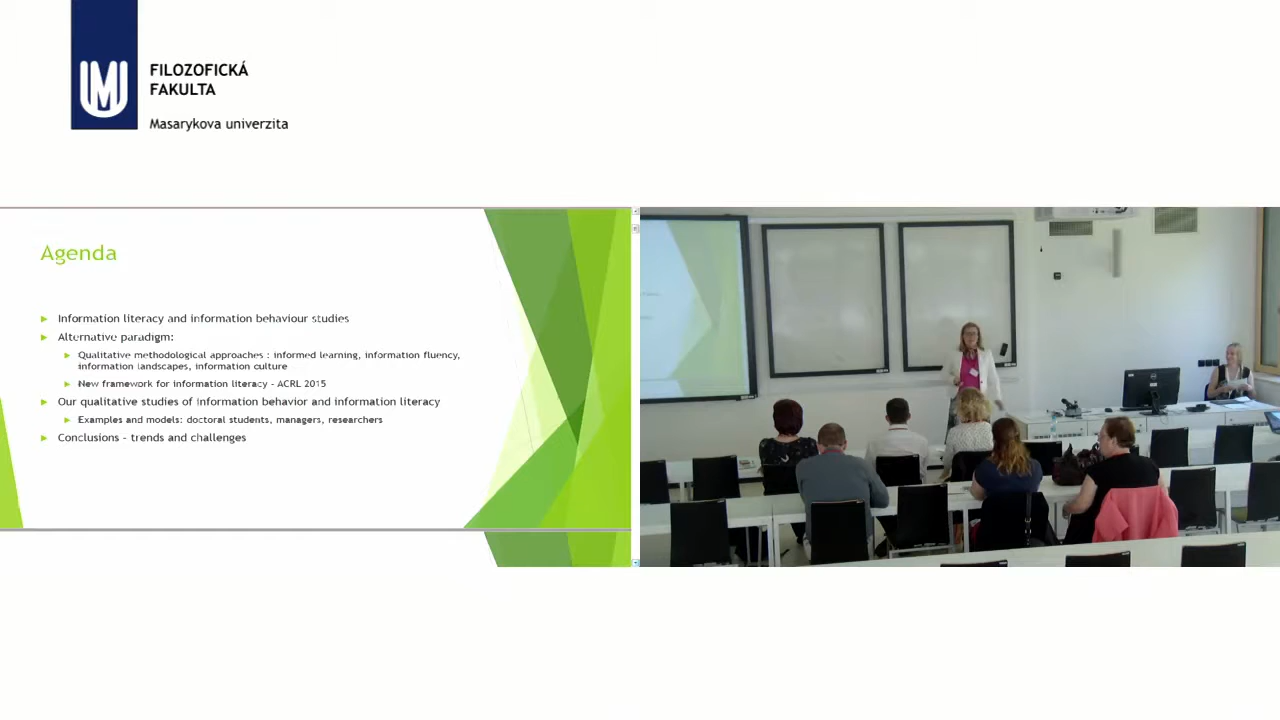 FILOZOFICKÁ
FAKULTA
Masarykova univerzita
Agenda
Information literacy and information behaviour studies
Alternative paradigm:
Qualitative methodological approaches : informed learning, information fluency,
information landscapes, information culture
New framework for information literacy - ACRL 2015
Our qualitative studies of information behavior and information literacy
Examples and models: doctoral students, managers, researchers
Conclusions - trends and challenges